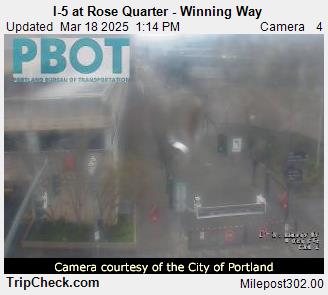 I-5 at Rose Quarter - Winning Way
Updated Mar 18 2025 1:14 PM Camera 4
PBOT
PORTLAND BUREAU OF TRANSPORTATION
Camera courtesy of the City of Portland
TripCheck.com Milepost302.00